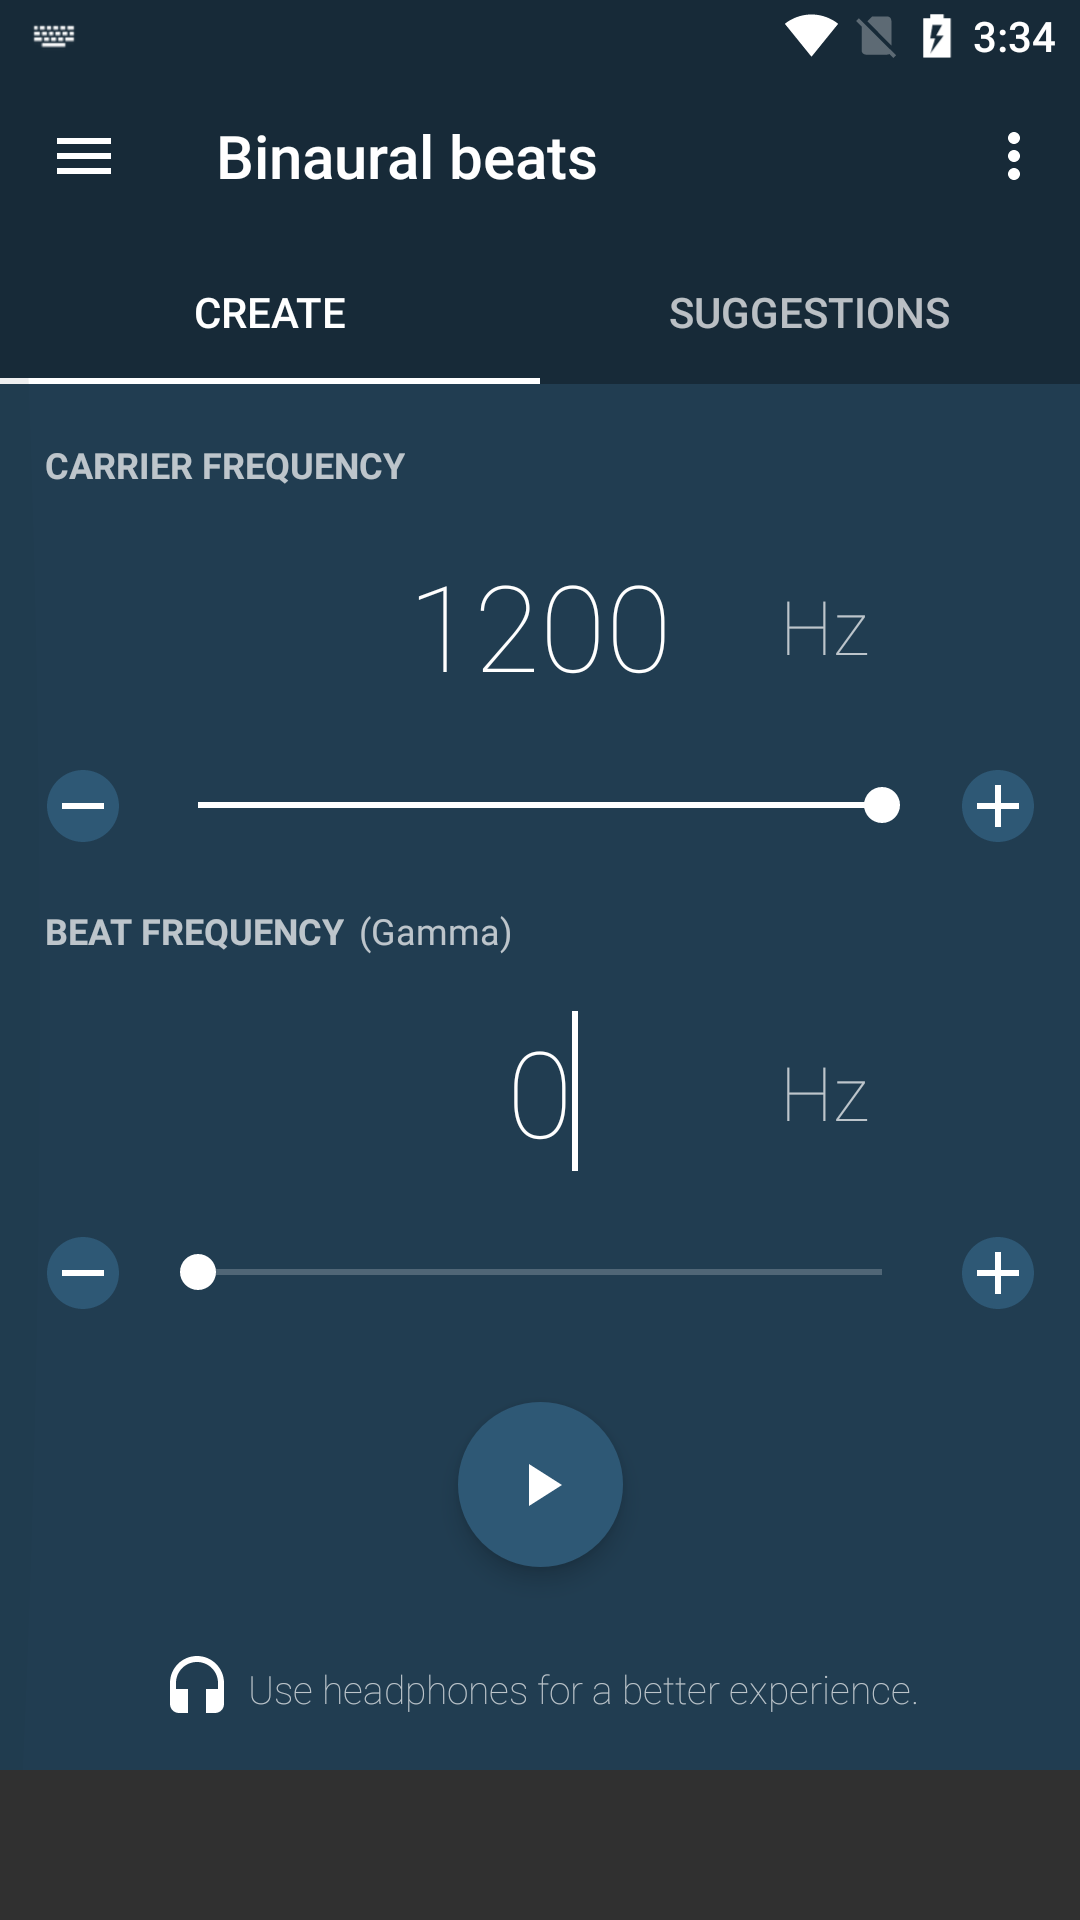 3:34
Binaural beats
CREATE
SUGGESTIONS
CARRIER FREQUENCY
1200 Hz
BEAT FREQUENCY (Gamma)
0 Hz
Use headphones for a better experience.